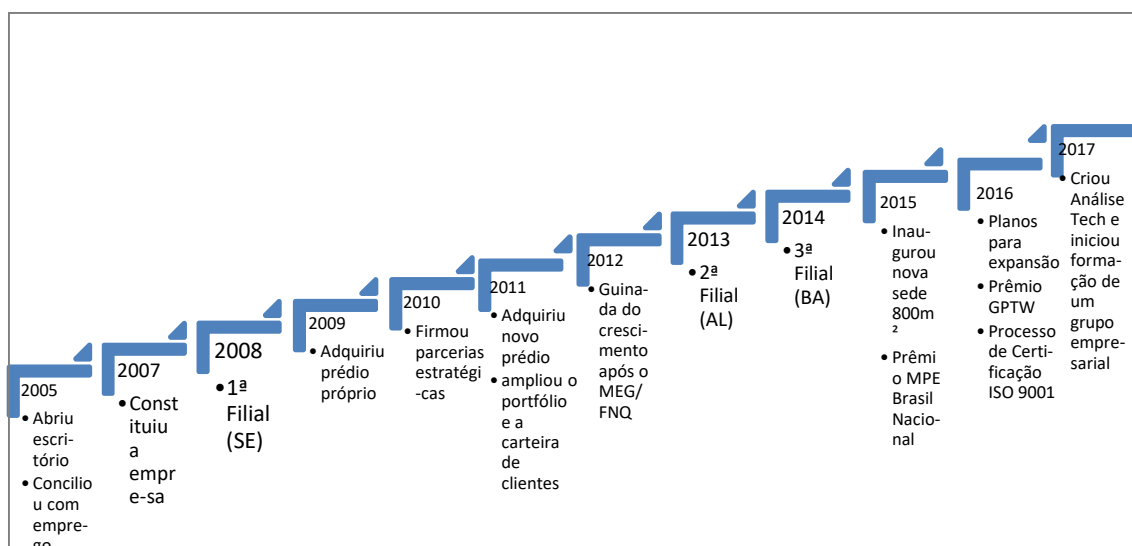 2005
• Abriu
escri-
tório
• Concilio
u com
empre-
go
2007
• Const
ituiu
a
empr
e-sa
2008
• 1ª
Filial
(SE)
2009
• Adquiriu
prédio
próprio
2010
• Firmou
parcerias
estratégi
-cas
2011
• Adquiriu
novo
prédio
• ampliou o
portfólio
e a
carteira
de
clientes
2012
• Guina-
da do
cresci-
mento
após o
MEG/
FNQ
2013
• 2ª
Filial
(AL)
2014
• 3ª
Filial
(BA)
2015
• Inau-
gurou
nova
sede
800m
²
• Prêmi
o MPE
Brasil
Nacio-
nal
2016
• Planos
para
expansão
• Prêmio
GPTW
• Processo
de Certi-
ficação
ISO 9001
2017
• Criou
Análise
Tech e
iniciou
forma-
ção de
um
grupo
empre-
sarial